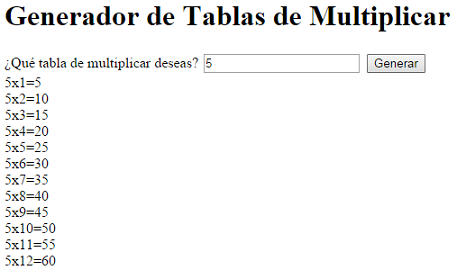 Generador de Tablas de Multiplicar
¿Qué tabla de multiplicar deseas? 5 Generar
5x1=5
5x2=10
5x3=15
5x4=20
5x5=25
5x6=30
5x7=35
5x8=40
5x9=45
5x10=50
5x11=55
5x12=60